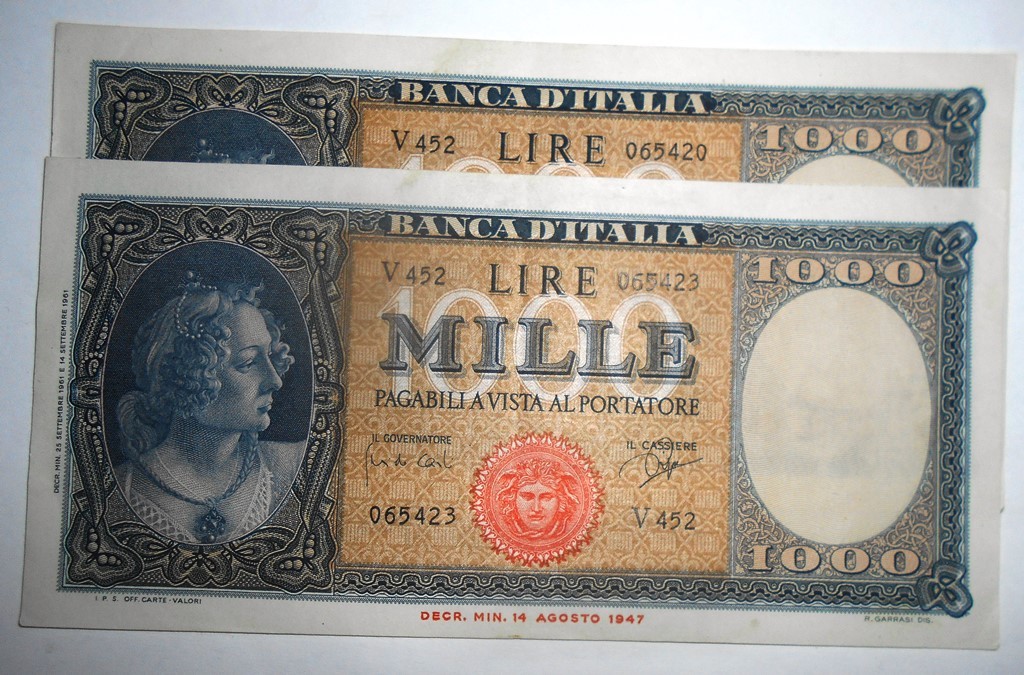 BANCA D'ITALIA
V 452 LIRE 065420 1000
1000
BANCA D'ITALIA
V 452 LIRE 065423 1000
1000
MILLE
PAGABILI A VISTA AL PORTATORE
IL GOVERNATORE IL CASSIERE
065423 V 452
1000
DECR. MIN. 25 SETTEMBRE 1961 E 14 SETTEMBRE 1961
I. P. S. OFF. CARTE-VALORI
DECR. MIN. 14 AGOSTO 1947
R. GARRASI DIS.